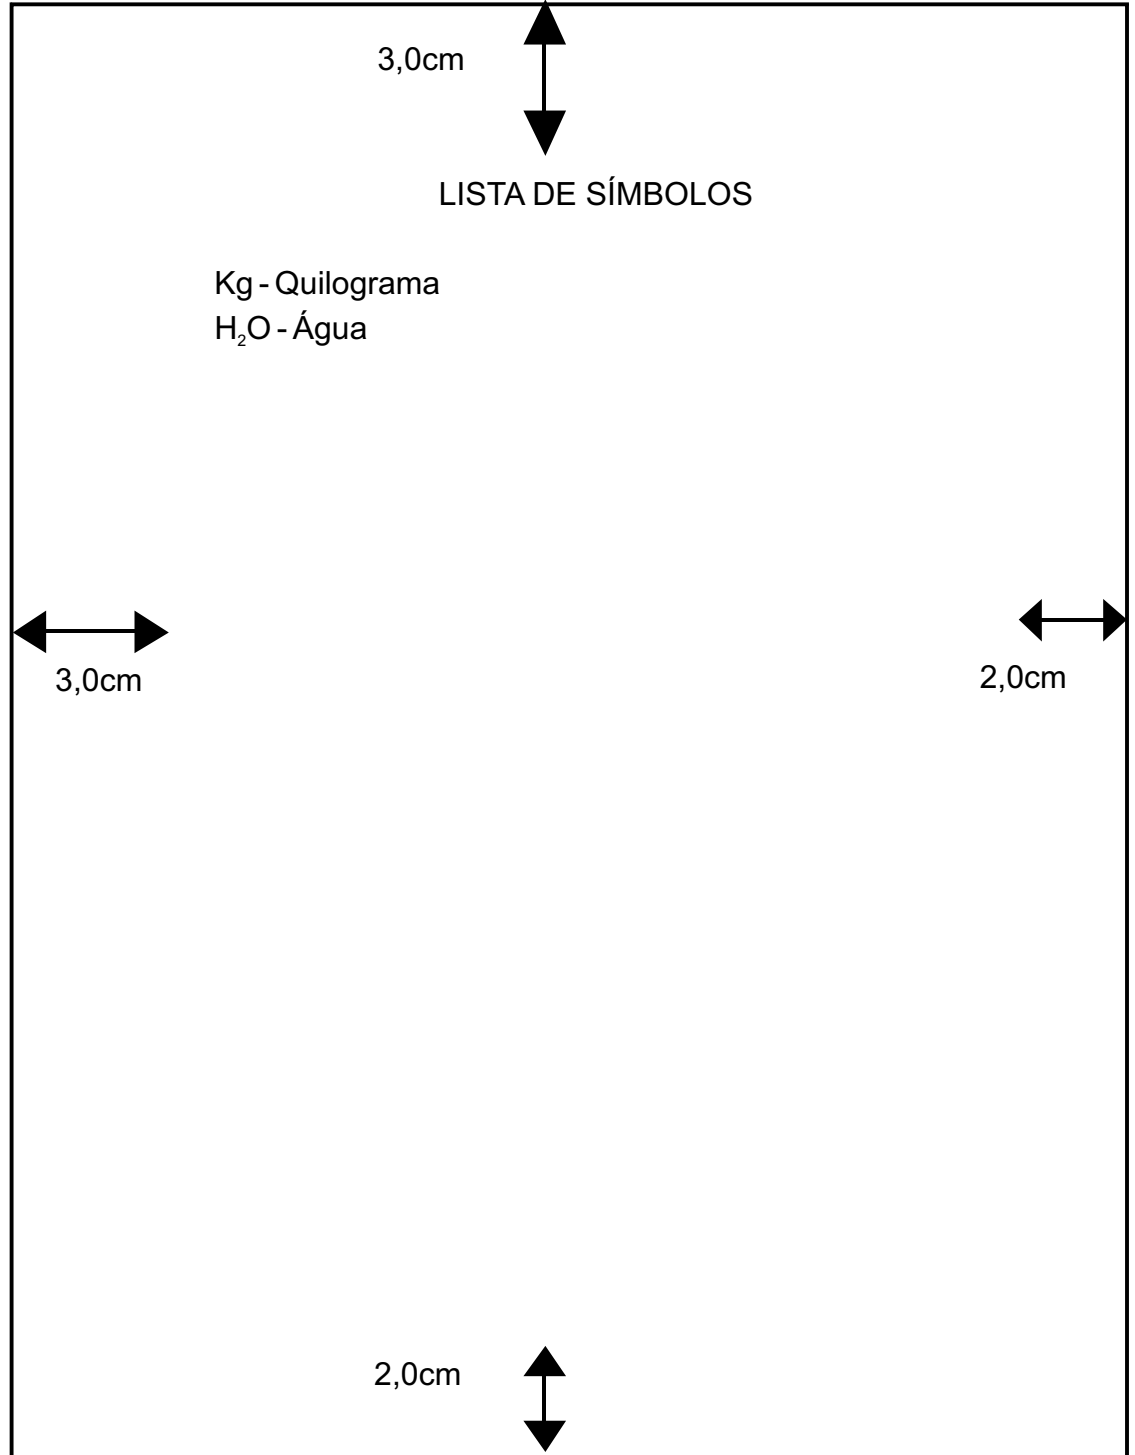 3,0cm
LISTA DE SÍMBOLOS
Kg - Quilograma
H₂O - Água
3,0cm
2,0cm
2,0cm